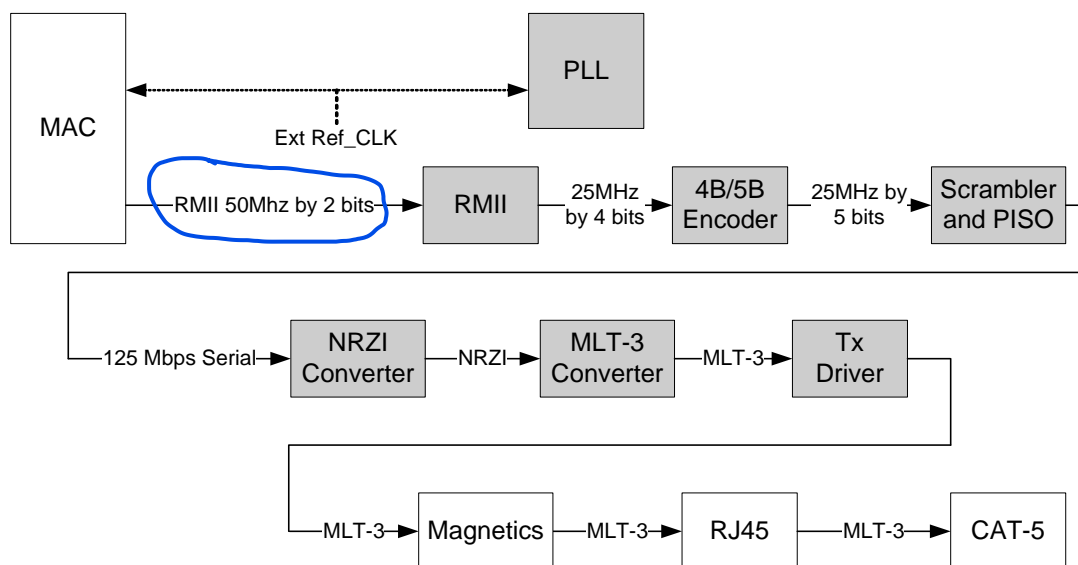 PLL
MAC
Ext Ref_CLK
RMII 50Mhz by 2 bits
RMII
25MHz
by 4 bits
4B/5B
Encoder
25MHz by
5 bits
Scrambler
and PISO
125 Mbps Serial
NRZI
Converter
NRZI
MLT-3
Converter
MLT-3
Tx
Driver
MLT-3
Magnetics
MLT-3
RJ45
MLT-3
CAT-5